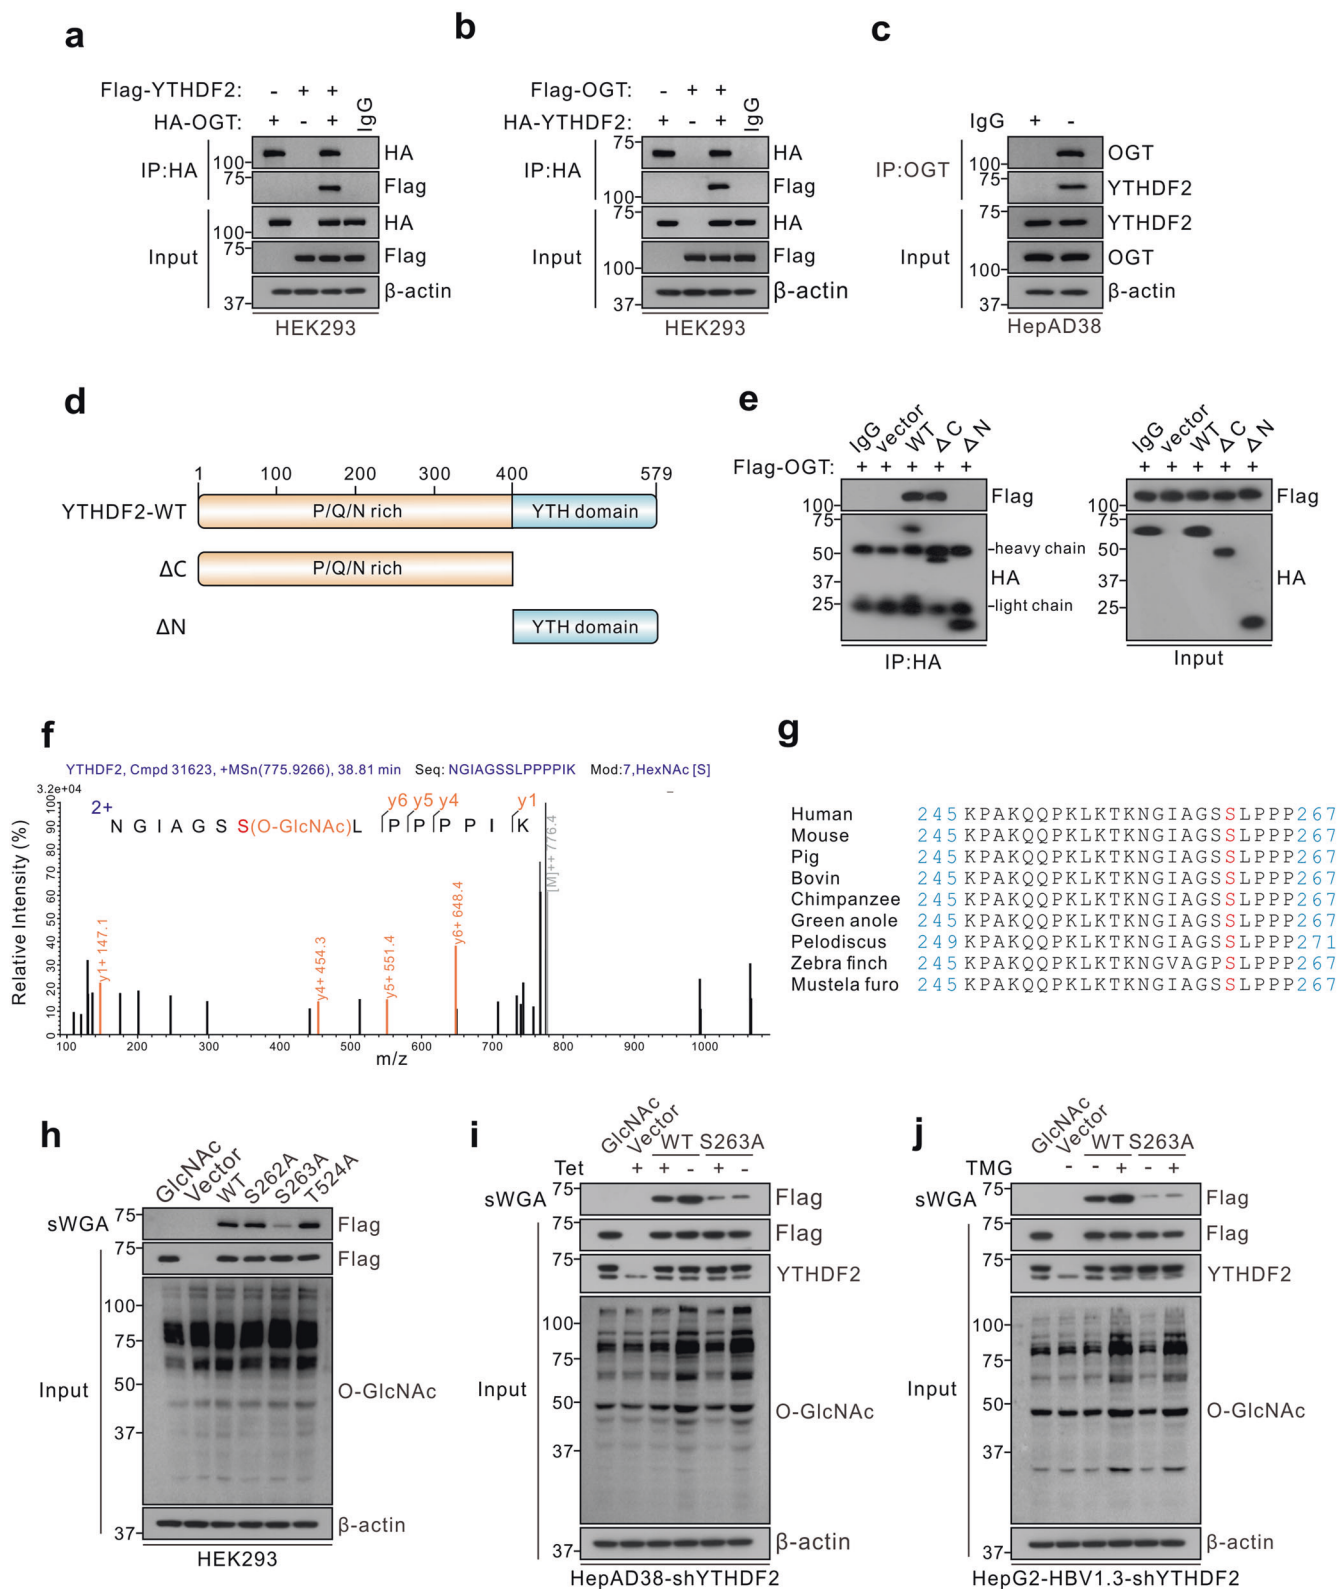 a
Flag-YTHDF2: - + + IgG
HA-OGT: + - +
IP:HA
100 HA
75 Flag
Input
100 HA
75 Flag
37 β-actin
HEK293
b
Flag-OGT: - + + IgG
HA-YTHDF2: + - +
IP:HA
75 HA
100 Flag
Input
75 HA
100 Flag
37 β-actin
HEK293
c
IgG + -
IP:OGT
100 OGT
75 YTHDF2
Input
75 YTHDF2
100 OGT
37 β-actin
HepAD38
d
1 100 200 300 400 579
YTHDF2-WT P/Q/N rich YTH domain
ΔC P/Q/N rich
ΔN YTH domain
e
IgG vector WT ΔC ΔN
Flag-OGT: + + + + +
100 Flag
75
50 heavy chain
37 HA
25 light chain
IP:HA
IgG vector WT ΔC ΔN
+ + + + +
100 Flag
75
50
37 HA
25
Input
f
YTHDF2, Cmpd 31623, +MSn(775.9266), 38.81 min Seq: NGIAGSSLPPPPIK Mod:7,HexNAc [S]
3.2e+04
2+
y6 y5 y4 y1
N G I A G S S(O-GlcNAc)L P P P P I K
[M]++ 776.4
y1+ 147.1
y4+ 454.3
y5+ 551.4
y6+ 648.4
Relative Intensity (%)
0 10 20 30 40 50 60 70 80 90 100
100 200 300 400 500 600 700 800 900 1000
m/z
g
Human 245 KPAKQQPKLKTKNGIAGSSLPPP 267
Mouse 245 KPAKQQPKLKTKNGIAGSSLPPP 267
Pig 245 KPAKQQPKLKTKNGIAGSSLPPP 267
Bovin 245 KPAKQQPKLKTKNGIAGSSLPPP 267
Chimpanzee 245 KPAKQQPKLKTKNGIAGSSLPPP 267
Green anole 245 KPAKQQPKLKTKNGIAGSSLPPP 267
Pelodiscus 249 KPAKQQPKLKTKNGIAGSSLPPP 271
Zebra finch 245 KPAKQQPKLKTKNGVAGPSLPPP 267
Mustela furo 245 KPAKQQPKLKTKNGIAGSSLPPP 267
h
GlcNAc Vector WT S262A S263A T524A
sWGA 75 Flag
Input
75 Flag
100
75
50 O-GlcNAc
37
37 β-actin
HEK293
i
GlcNAc Vector WT S263A
Tet + + - + -
sWGA 75 Flag
Input
Flag
75 YTHDF2
100
75
50 O-GlcNAc
37
37 β-actin
HepAD38-shYTHDF2
j
GlcNAc Vector WT S263A
TMG - - + - +
sWGA 75 Flag
Input
Flag
75 YTHDF2
100
75
50 O-GlcNAc
37
37 β-actin
HepG2-HBV1.3-shYTHDF2